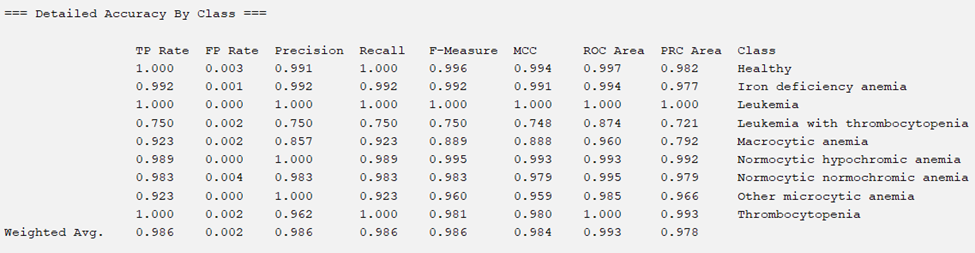 === Detailed Accuracy By Class ===
TP Rate FP Rate Precision Recall F-Measure MCC ROC Area PRC Area Class
1.000 0.003 0.991 1.000 0.996 0.994 0.997 0.982 Healthy
0.992 0.001 0.992 0.992 0.992 0.991 0.994 0.977 Iron deficiency anemia
1.000 0.000 1.000 1.000 1.000 1.000 1.000 1.000 Leukemia
0.750 0.002 0.750 0.750 0.750 0.748 0.874 0.721 Leukemia with thrombocytopenia
0.923 0.002 0.857 0.923 0.889 0.888 0.960 0.792 Macrocytic anemia
0.989 0.000 1.000 0.989 0.995 0.993 0.993 0.992 Normocytic hypochromic anemia
0.983 0.004 0.983 0.983 0.983 0.979 0.995 0.979 Normocytic normochromic anemia
0.923 0.000 1.000 0.923 0.960 0.959 0.985 0.966 Other microcytic anemia
1.000 0.002 0.962 1.000 0.981 0.980 1.000 0.993 Thrombocytopenia
Weighted Avg. 0.986 0.002 0.986 0.986 0.986 0.984 0.993 0.978